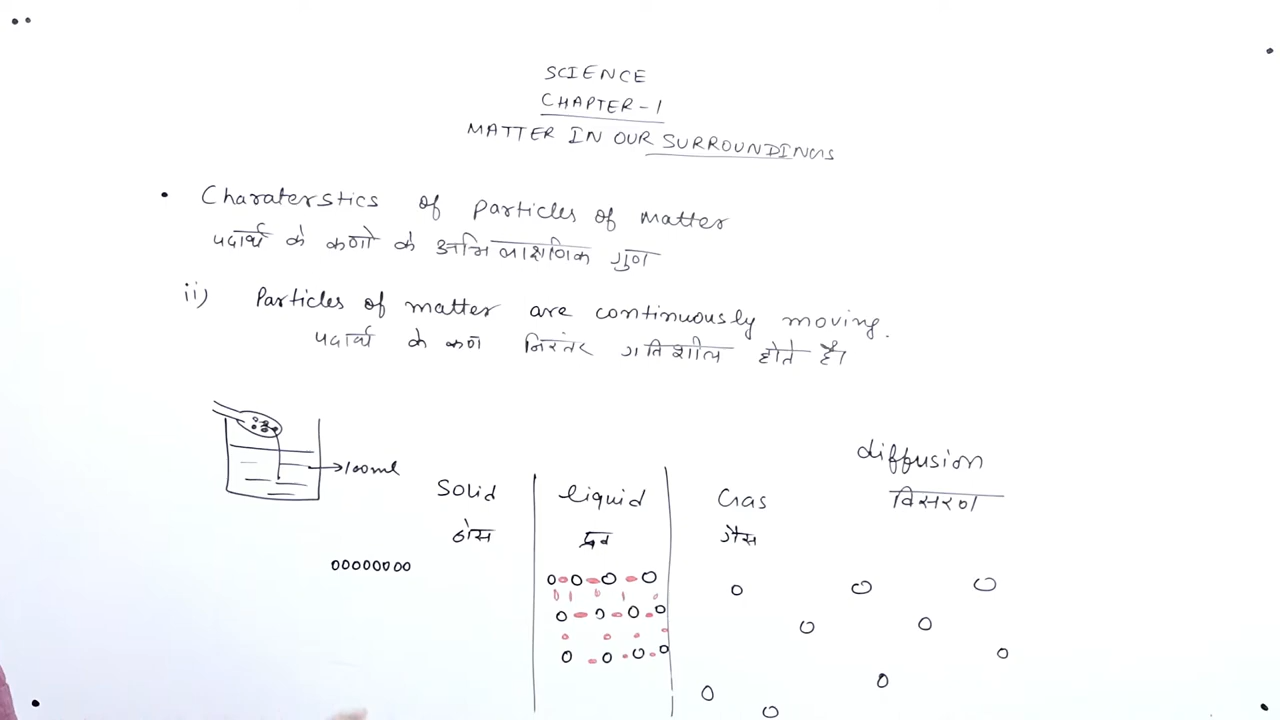 SCIENCE
CHAPTER-1
MATTER IN OUR SURROUNDINGS
• Charaterstics of particles of matter
पदार्थ के कणो के अभिलाक्षणिक गुण
ii) Particles of matter are continuously moving.
पदार्थ के कण निरंतर गतिशील होते है।
100ml
Solid
liquid
Gas
diffusion
ठोस
द्रव
गैस
विसरण